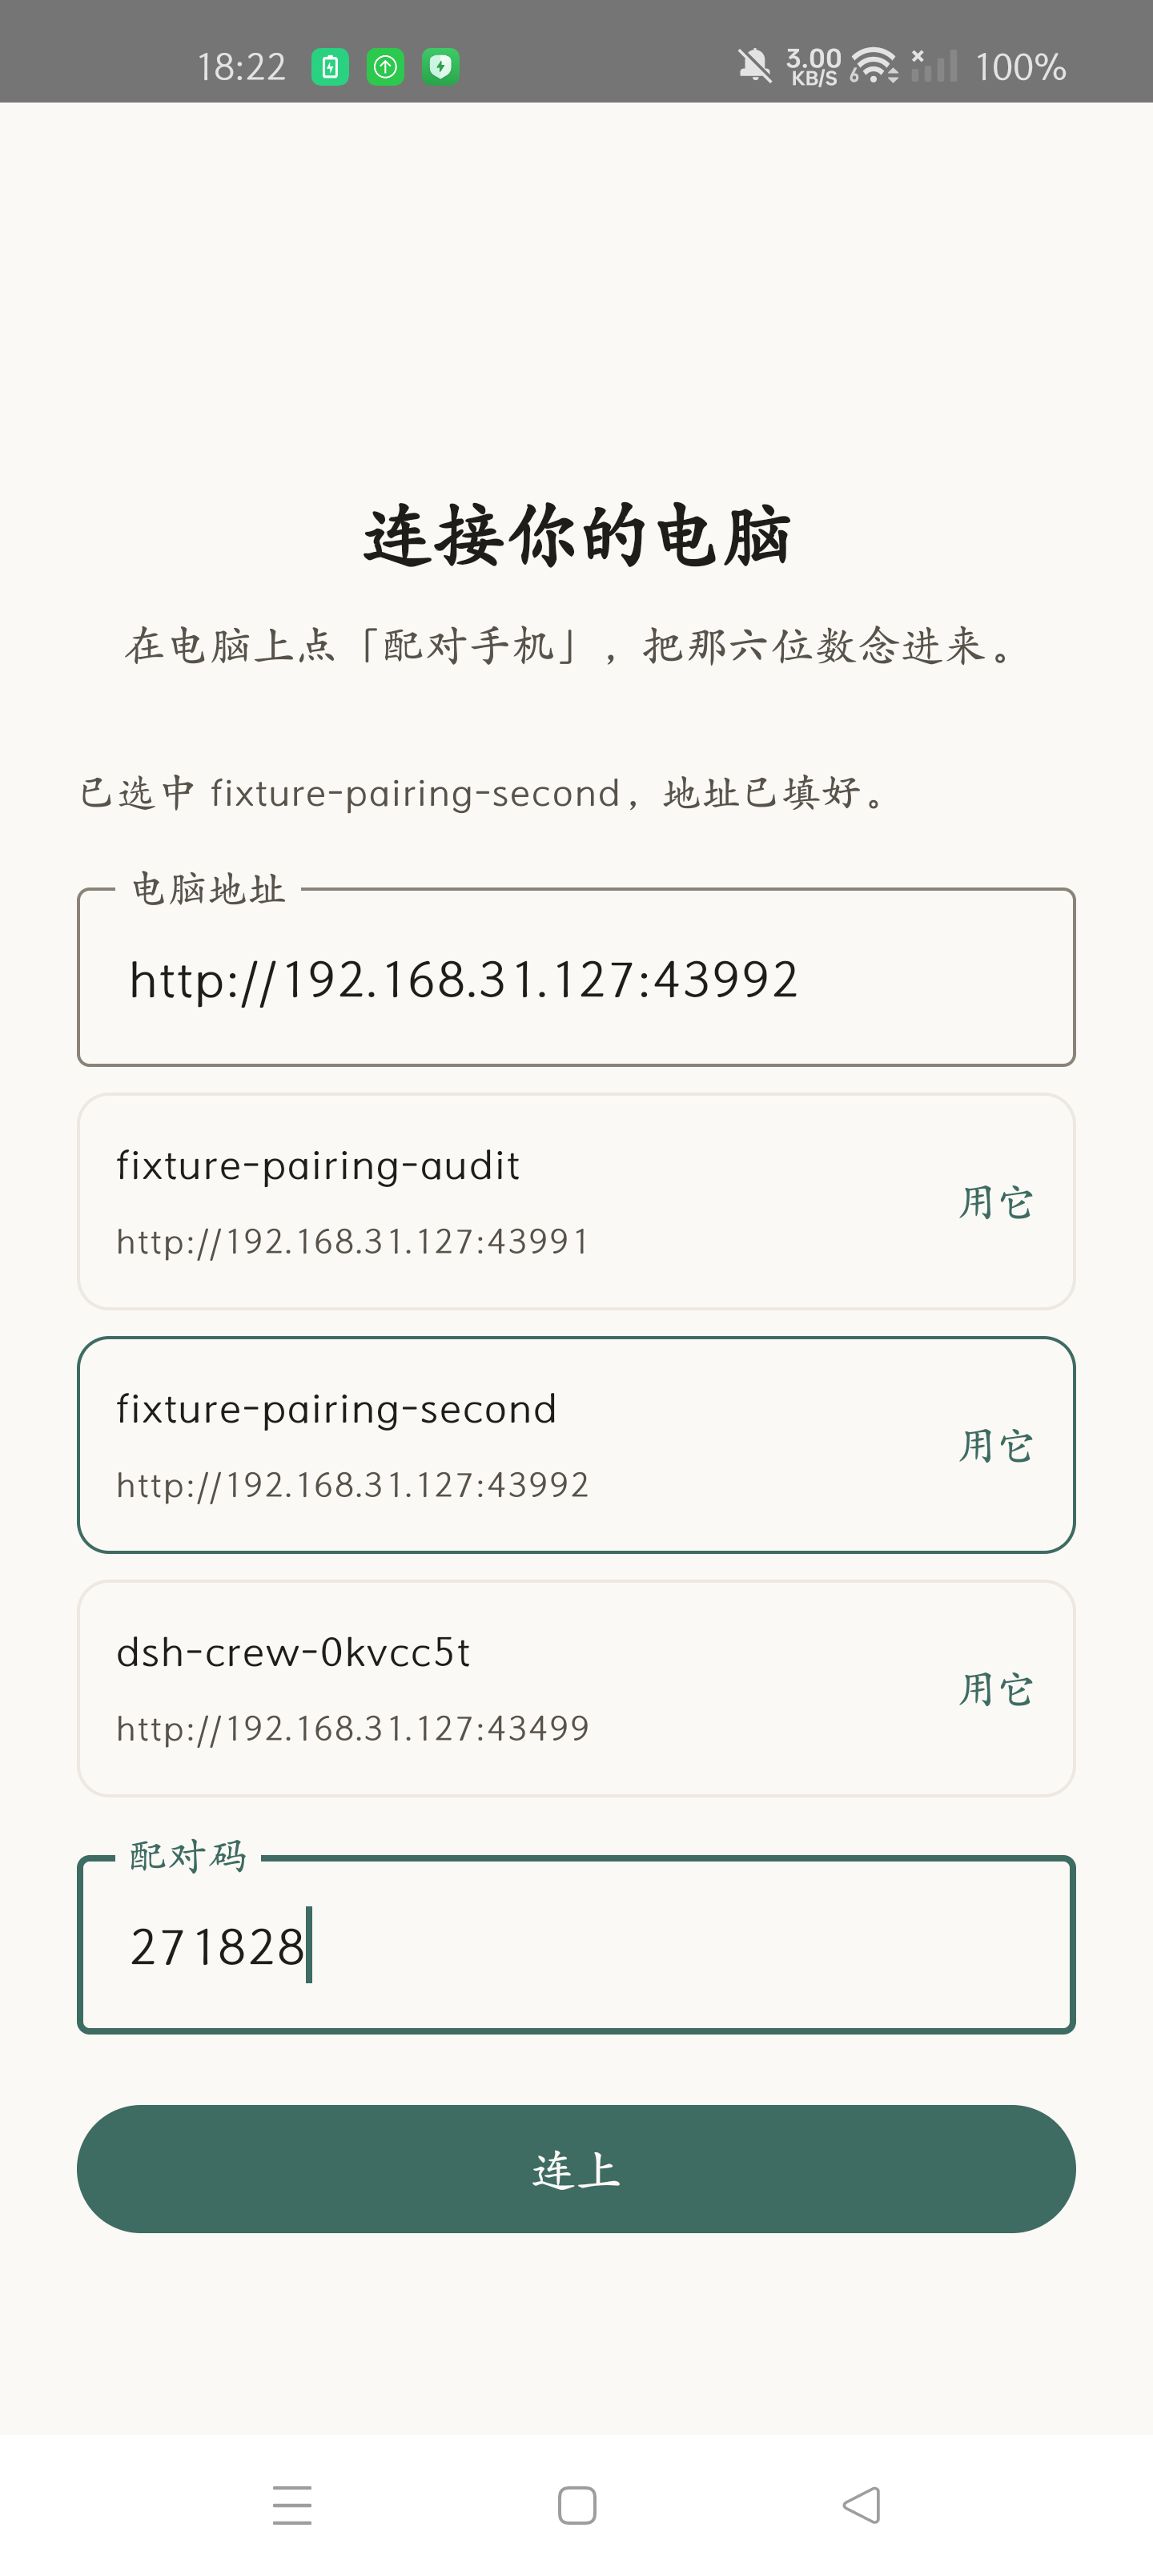 18:22
3.00 KB/S 6 100%
连接你的电脑
在电脑上点「配对手机」，把那六位数念进来。
已选中 fixture-pairing-second，地址已填好。
电脑地址
http://192.168.31.127:43992
fixture-pairing-audit
用它
http://192.168.31.127:43991
fixture-pairing-second
用它
http://192.168.31.127:43992
dsh-crew-0kvcc5t
用它
http://192.168.31.127:43499
配对码
271828
连上